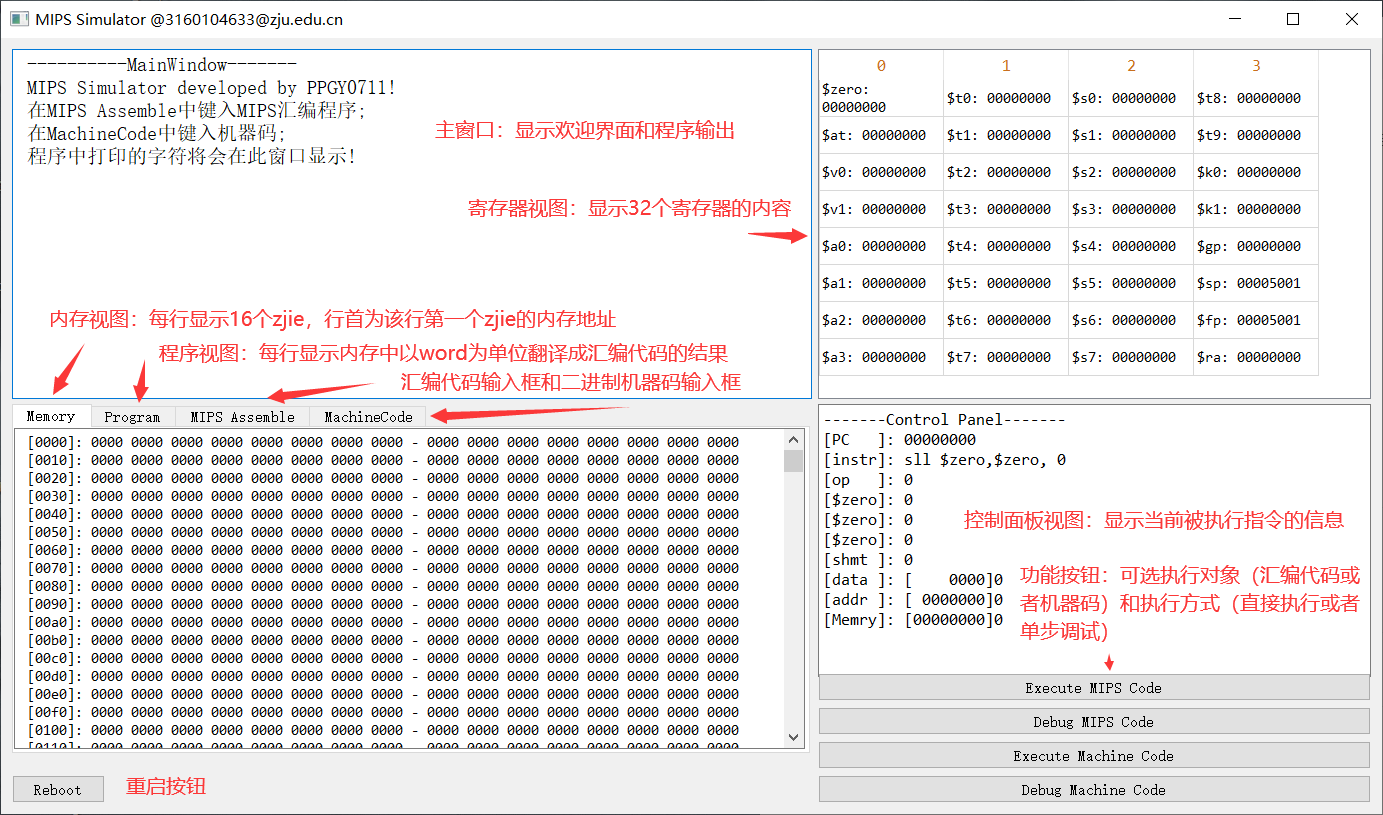 MIPS Simulator @3160104633@zju.edu.cn
----------MainWindow-------
MIPS Simulator developed by PPGY0711!
在MIPS Assemble中键入MIPS汇编程序;
在MachineCode中键入机器码;
程序中打印的字符将会在此窗口显示!
主窗口：显示欢迎界面和程序输出
寄存器视图：显示32个寄存器的内容
内存视图：每行显示16个zjie，行首为该行第一个zjie的内存地址
程序视图：每行显示内存中以word为单位翻译成汇编代码的结果
汇编代码输入框和二进制机器码输入框
0 1 2 3
$zero: 00000000 $t0: 00000000 $s0: 00000000 $t8: 00000000
$at: 00000000 $t1: 00000000 $s1: 00000000 $t9: 00000000
$v0: 00000000 $t2: 00000000 $s2: 00000000 $k0: 00000000
$v1: 00000000 $t3: 00000000 $s3: 00000000 $k1: 00000000
$a0: 00000000 $t4: 00000000 $s4: 00000000 $gp: 00000000
$a1: 00000000 $t5: 00000000 $s5: 00000000 $sp: 00005001
$a2: 00000000 $t6: 00000000 $s6: 00000000 $fp: 00005001
$a3: 00000000 $t7: 00000000 $s7: 00000000 $ra: 00000000
Memory Program MIPS Assemble MachineCode
[0000]: 0000 0000 0000 0000 0000 0000 0000 0000 - 0000 0000 0000 0000 0000 0000 0000 0000
[0010]: 0000 0000 0000 0000 0000 0000 0000 0000 - 0000 0000 0000 0000 0000 0000 0000 0000
[0020]: 0000 0000 0000 0000 0000 0000 0000 0000 - 0000 0000 0000 0000 0000 0000 0000 0000
[0030]: 0000 0000 0000 0000 0000 0000 0000 0000 - 0000 0000 0000 0000 0000 0000 0000 0000
[0040]: 0000 0000 0000 0000 0000 0000 0000 0000 - 0000 0000 0000 0000 0000 0000 0000 0000
[0050]: 0000 0000 0000 0000 0000 0000 0000 0000 - 0000 0000 0000 0000 0000 0000 0000 0000
[0060]: 0000 0000 0000 0000 0000 0000 0000 0000 - 0000 0000 0000 0000 0000 0000 0000 0000
[0070]: 0000 0000 0000 0000 0000 0000 0000 0000 - 0000 0000 0000 0000 0000 0000 0000 0000
[0080]: 0000 0000 0000 0000 0000 0000 0000 0000 - 0000 0000 0000 0000 0000 0000 0000 0000
[0090]: 0000 0000 0000 0000 0000 0000 0000 0000 - 0000 0000 0000 0000 0000 0000 0000 0000
[00a0]: 0000 0000 0000 0000 0000 0000 0000 0000 - 0000 0000 0000 0000 0000 0000 0000 0000
[00b0]: 0000 0000 0000 0000 0000 0000 0000 0000 - 0000 0000 0000 0000 0000 0000 0000 0000
[00c0]: 0000 0000 0000 0000 0000 0000 0000 0000 - 0000 0000 0000 0000 0000 0000 0000 0000
[00d0]: 0000 0000 0000 0000 0000 0000 0000 0000 - 0000 0000 0000 0000 0000 0000 0000 0000
[00e0]: 0000 0000 0000 0000 0000 0000 0000 0000 - 0000 0000 0000 0000 0000 0000 0000 0000
[00f0]: 0000 0000 0000 0000 0000 0000 0000 0000 - 0000 0000 0000 0000 0000 0000 0000 0000
[0100]: 0000 0000 0000 0000 0000 0000 0000 0000 - 0000 0000 0000 0000 0000 0000 0000 0000
[0110]: 0000 0000 0000 0000 0000 0000 0000 0000 - 0000 0000 0000 0000 0000 0000 0000 0000
-------Control Panel-------
[PC   ]: 00000000
[instr]: sll $zero,$zero, 0
[op   ]: 0
[$zero]: 0
[$zero]: 0
[$zero]: 0
[shmt ]: 0
[data ]: [    0000]0
[addr ]: [ 0000000]0
[Memry]: [00000000]0
控制面板视图：显示当前被执行指令的信息
功能按钮：可选执行对象（汇编代码或
者机器码）和执行方式（直接执行或者
单步调试）
Execute MIPS Code
Debug MIPS Code
Execute Machine Code
Debug Machine Code
Reboot 重启按钮